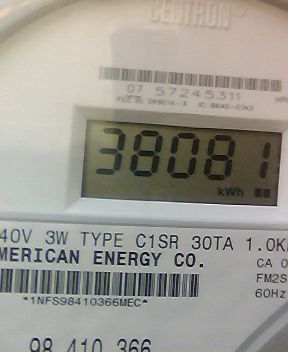 CENTRON®
07 57245311
38081
kWh
40V 3W TYPE C1SR 30TA 1.0K
MERICAN ENERGY CO.
CA 0
FM2S
*1NFS98410366MEC*
60Hz
98 410 366